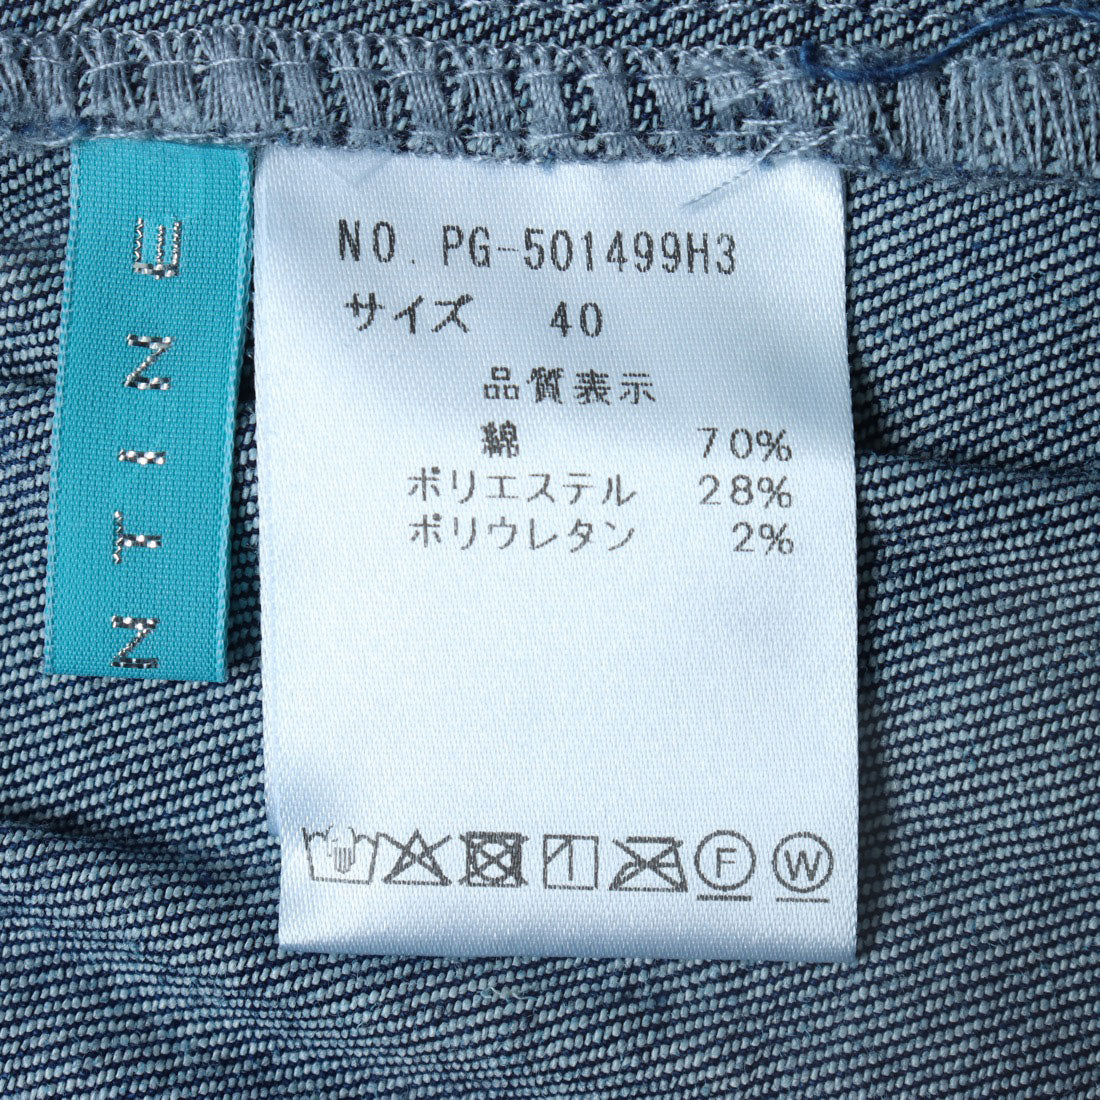 NTINE
NO. PG-501499H3
サイズ 40
品質表示
綿 70%
ポリエステル 28%
ポリウレタン 2%
F W